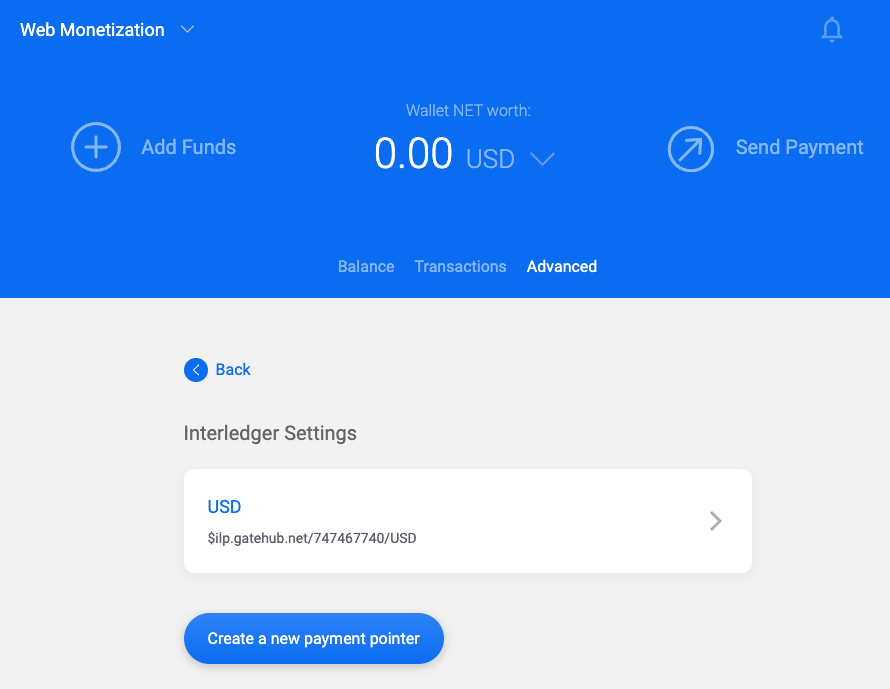 Web Monetization
Wallet NET worth:
Add Funds
0.00 USD
Send Payment
Balance Transactions Advanced
Back
Interledger Settings
USD
$ilp.gatehub.net/747467740/USD
Create a new payment pointer